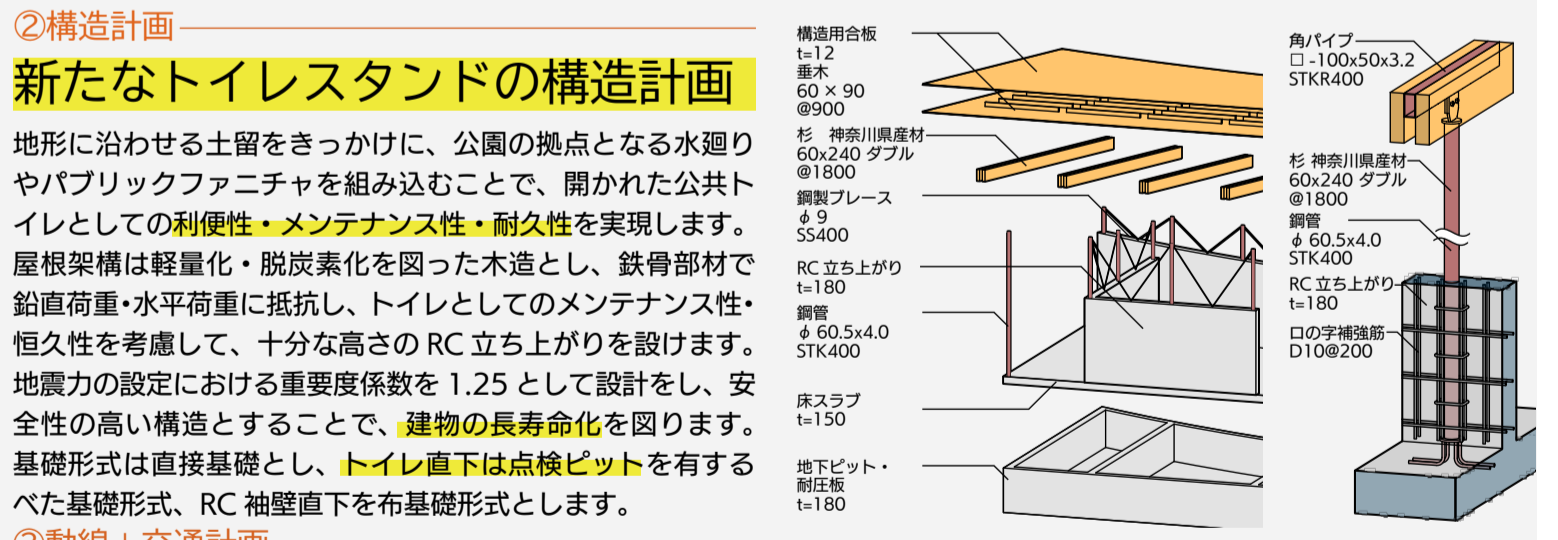 ②構造計画
新たなトイレスタンドの構造計画
地形に沿わせる土留をきっかけに、公園の拠点となる水廻り
やパブリックファニチャを組み込むことで、開かれた公共ト
イレとしての利便性・メンテナンス性・耐久性を実現します。
屋根架構は軽量化・脱炭素化を図った木造とし、鉄骨部材で
鉛直荷重・水平荷重に抵抗し、トイレとしてのメンテナンス性・
恒久性を考慮して、十分な高さの RC 立ち上がりを設けます。
地震力の設定における重要度係数を 1.25 として設計をし、安
全性の高い構造とすることで、建物の長寿命化を図ります。
基礎形式は直接基礎とし、トイレ直下は点検ピットを有する
べた基礎形式、RC 袖壁直下を布基礎形式とします。
③動線＋交通計画
構造用合板
t=12
垂木
60 × 90
@900
杉　神奈川県産材
60x240 ダブル
@1800
鋼製ブレース
φ 9
SS400
RC 立ち上がり
t=180
鋼管
φ 60.5x4.0
STK400
床スラブ
t=150
地下ピット・
耐圧板
t=180
角パイプ
□ -100x50x3.2
STKR400
杉 神奈川県産材
60x240 ダブル
@1800
鋼管
φ 60.5x4.0
STK400
RC 立ち上がり
t=180
ロの字補強筋
D10@200